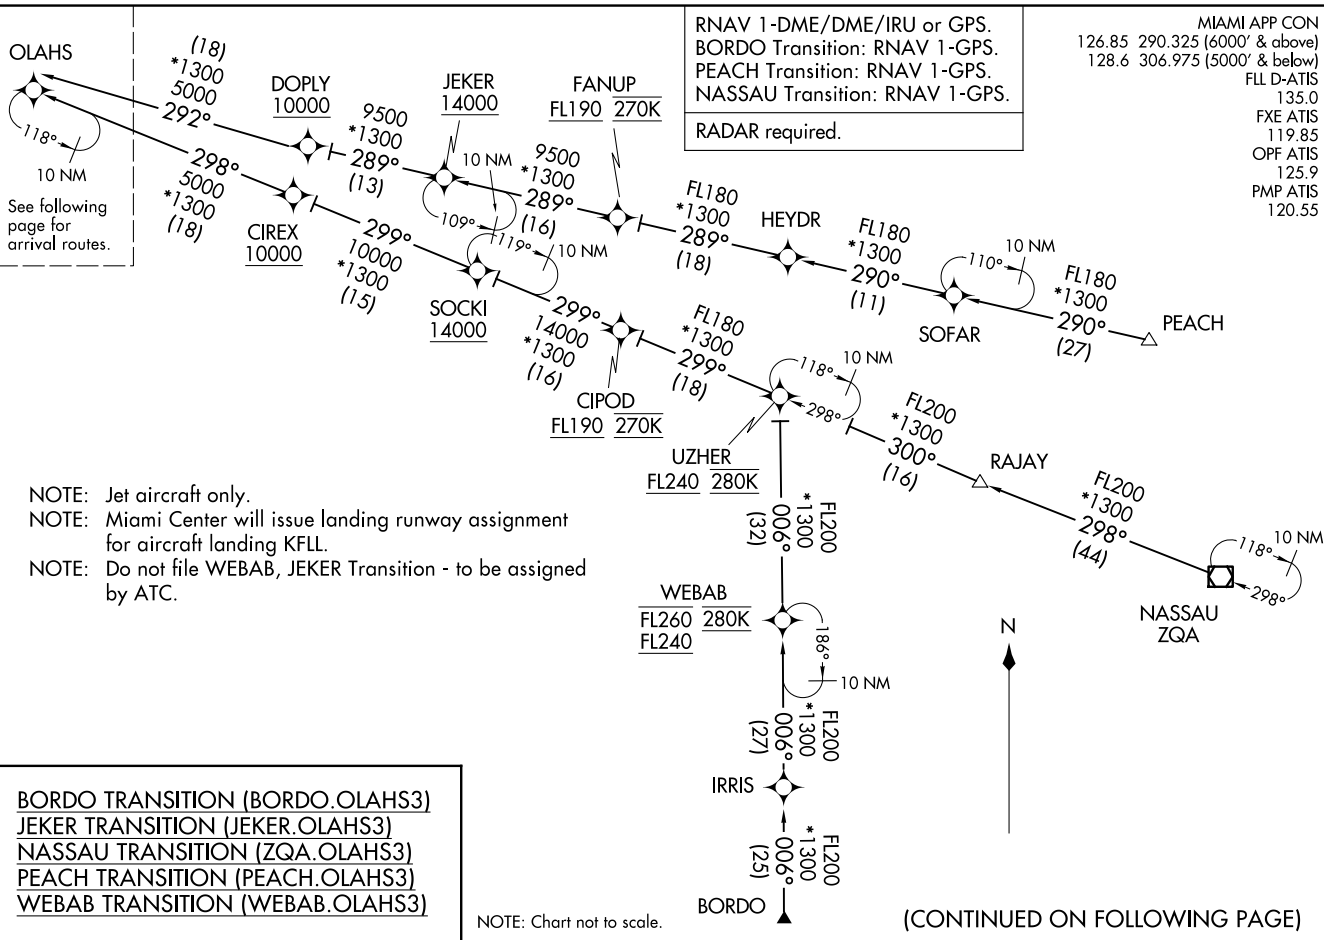 RNAV 1-DME/DME/IRU or GPS.
BORDO Transition: RNAV 1-GPS.
PEACH Transition: RNAV 1-GPS.
NASSAU Transition: RNAV 1-GPS.
RADAR required.
MIAMI APP CON
126.85 290.325 (6000' & above)
128.6 306.975 (5000' & below)
FLL D-ATIS
135.0
FXE ATIS
119.85
OPF ATIS
125.9
PMP ATIS
120.55
OLAHS
118°
10 NM
See following
page for
arrival routes.
(18)
*1300
5000
292°
DOPLY
10000
9500
*1300
289°
(13)
JEKER
14000
10 NM
109°
9500
*1300
289°
(16)
FANUP
FL190 270K
FL180
*1300
289°
(18)
HEYDR
FL180
*1300
290°
(11)
10 NM
110°
SOFAR
FL180
*1300
290°
(27)
PEACH
298°
5000
*1300
(18)
CIREX
10000
299°
10000
*1300
(15)
119°
10 NM
SOCKI
14000
299°
14000
*1300
(16)
CIPOD
FL190 270K
FL180
*1300
299°
(18)
118°
10 NM
298°
UZHER
FL240 280K
FL200
*1300
300°
(16)
RAJAY
FL200
*1300
298°
(44)
118°
10 NM
298°
NASSAU
ZQA
FL200
*1300
006°
(32)
WEBAB
FL260 280K
FL240
186°
10 NM
FL200
*1300
006°
(27)
IRRIS
FL200
*1300
006°
(25)
BORDO
N
NOTE: Jet aircraft only.
NOTE: Miami Center will issue landing runway assignment
for aircraft landing KFLL.
NOTE: Do not file WEBAB, JEKER Transition - to be assigned
by ATC.
BORDO TRANSITION (BORDO.OLAHS3)
JEKER TRANSITION (JEKER.OLAHS3)
NASSAU TRANSITION (ZQA.OLAHS3)
PEACH TRANSITION (PEACH.OLAHS3)
WEBAB TRANSITION (WEBAB.OLAHS3)
NOTE: Chart not to scale.
(CONTINUED ON FOLLOWING PAGE)